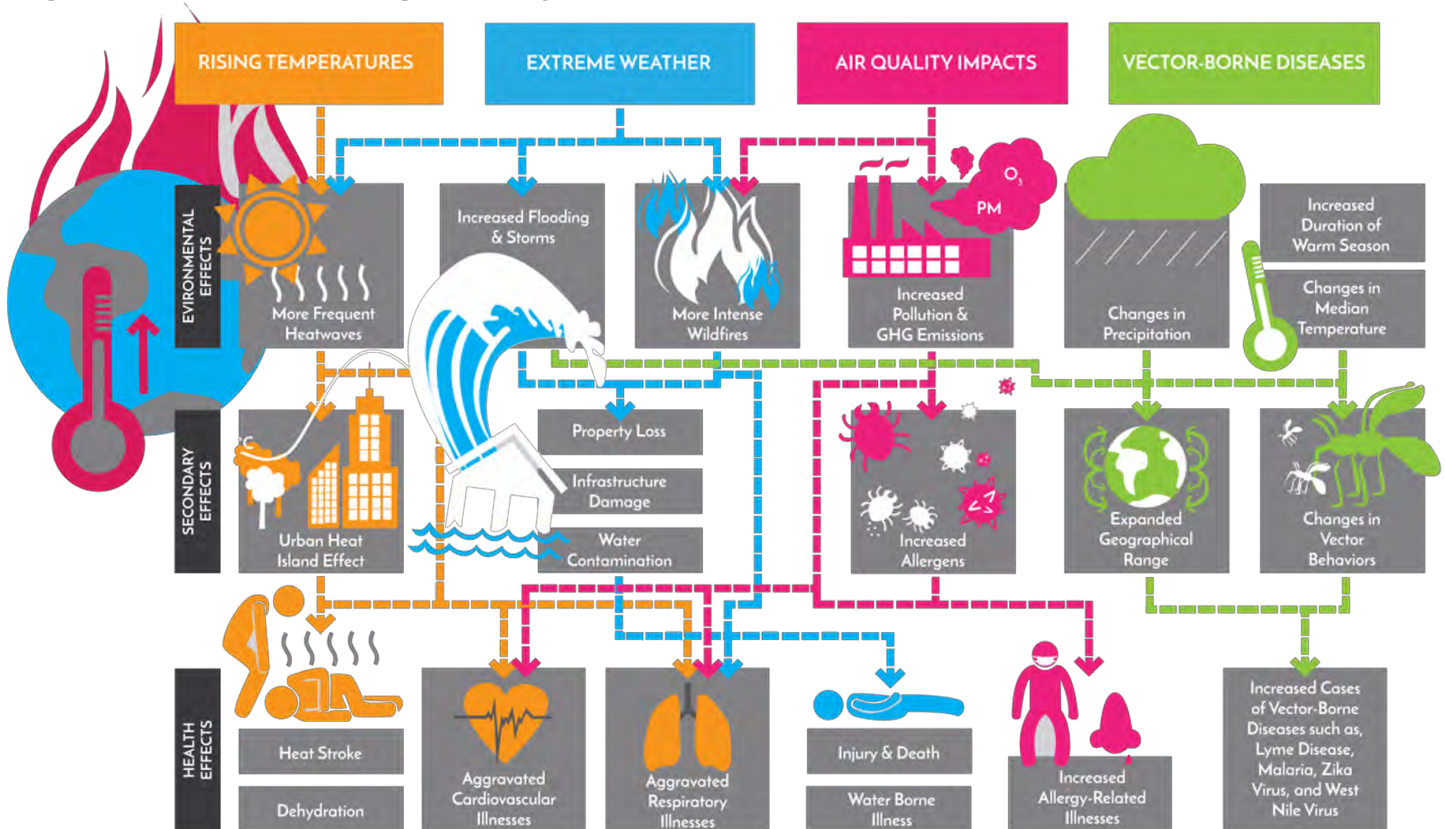 RISING TEMPERATURES
EXTREME WEATHER
AIR QUALITY IMPACTS
VECTOR-BORNE DISEASES
EVIRONMENTAL
EFFECTS
More Frequent
Heatwaves
Increased Flooding
& Storms
More Intense
Wildfires
O3
PM
Increased
Pollution &
GHG Emissions
Changes in
Precipitation
Increased
Duration of
Warm Season
Changes in
Median
Temperature
SECONDARY
EFFECTS
°C
Urban Heat
Island Effect
Property Loss
Infrastructure
Damage
Water
Contamination
Increased
Allergens
Expanded
Geographical
Range
Changes in
Vector
Behaviors
HEALTH
EFFECTS
Heat Stroke
Dehydration
Aggravated
Cardiovascular
Illnesses
Aggravated
Respiratory
Illnesses
Injury & Death
Water Borne
Illness
Increased
Allergy-Related
Illnesses
Increased Cases
of Vector-Borne
Diseases such as,
Lyme Disease,
Malaria, Zika
Virus, and West
Nile Virus